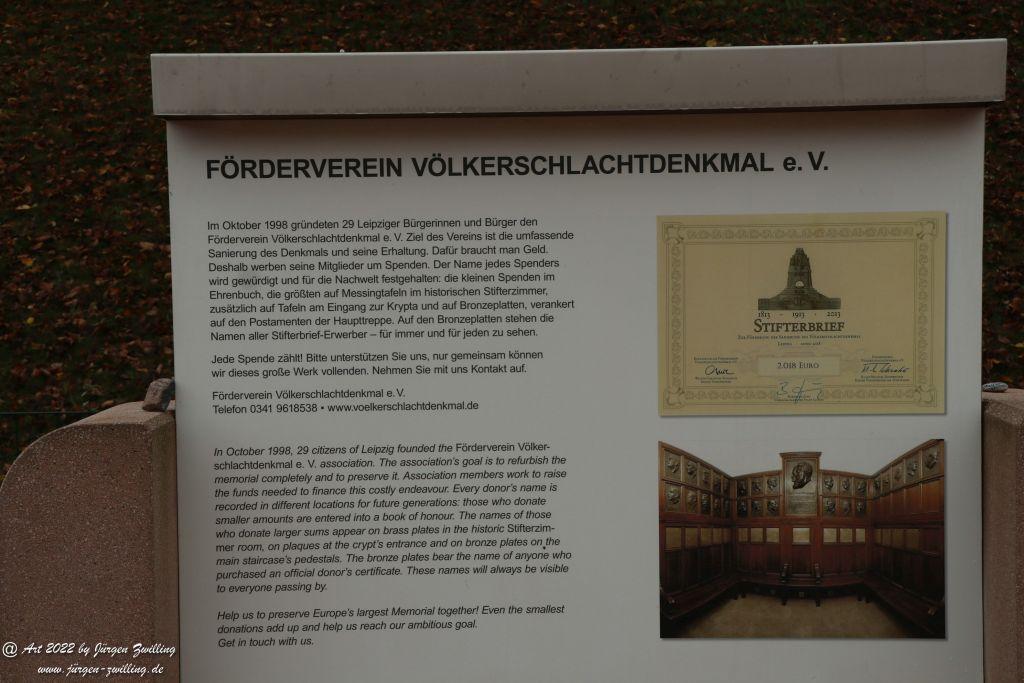 FÖRDERVEREIN VÖLKERSCHLACHTDENKMAL e. V.
Im Oktober 1998 gründeten 29 Leipziger Bürgerinnen und Bürger den
Förderverein Völkerschlachtdenkmal e. V. Ziel des Vereins ist die umfassende
Sanierung des Denkmals und seine Erhaltung. Dafür braucht man Geld.
Deshalb werben seine Mitglieder um Spenden. Der Name jedes Spenders
wird gewürdigt und für die Nachwelt festgehalten: die kleinen Spenden im
Ehrenbuch, die größten auf Messingtafeln im historischen Stifterzimmer,
zusätzlich auf Tafeln am Eingang zur Krypta und auf Bronzeplatten, verankert
auf den Postamenten der Haupttreppe. Auf den Bronzeplatten stehen die
Namen aller Stifterbrief-Erwerber – für immer und für jeden zu sehen.
Jede Spende zählt! Bitte unterstützen Sie uns, nur gemeinsam können
wir dieses große Werk vollenden. Nehmen Sie mit uns Kontakt auf.
Förderverein Völkerschlachtdenkmal e. V.
Telefon 0341 9618538 • www.voelkerschlachtdenkmal.de
In October 1998, 29 citizens of Leipzig founded the Förderverein Völker-
schlachtdenkmal e. V. association. The association's goal is to refurbish the
memorial completely and to preserve it. Association members work to raise
the funds needed to finance this costly endeavour. Every donor's name is
recorded in different locations for future generations: those who donate
smaller amounts are entered into a book of honour. The names of those
who donate larger sums appear on brass plates in the historic Stifterzim-
mer room, on plaques at the crypt's entrance and on bronze plates on the
main staircase's pedestals. The bronze plates bear the name of anyone who
purchased an official donor's certificate. These names will always be visible
to everyone passing by.
Help us to preserve Europe's largest Memorial together! Even the smallest
donations add up and help us reach our ambitious goal.
Get in touch with us.
1813 - 1913 - 2013
STIFTERBRIEF
ZUR FÖRDERUNG DER SANIERUNG DES VÖLKERSCHLACHTDENKMALS
LEIPZIG
2.018 EURO
@ Art 2022 by Jürgen Zwilling
www.jürgen-zwilling.de